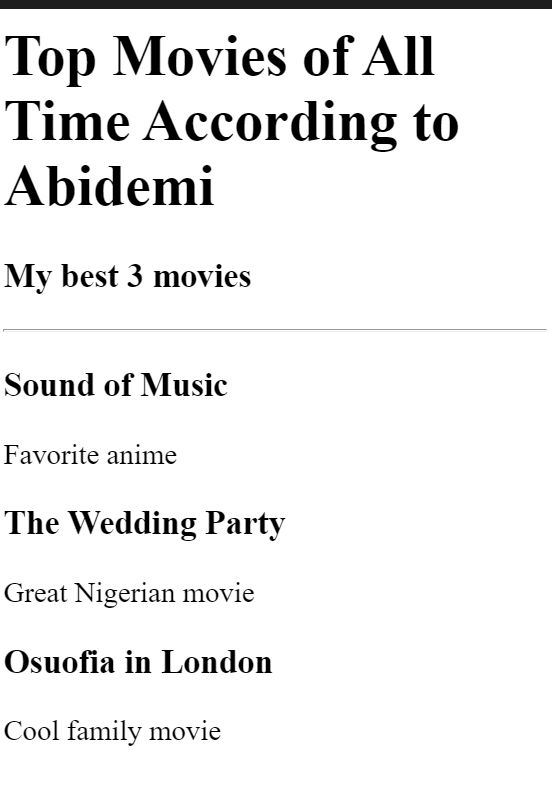 Top Movies of All
Time According to
Abidemi
My best 3 movies
Sound of Music
Favorite anime
The Wedding Party
Great Nigerian movie
Osuofia in London
Cool family movie